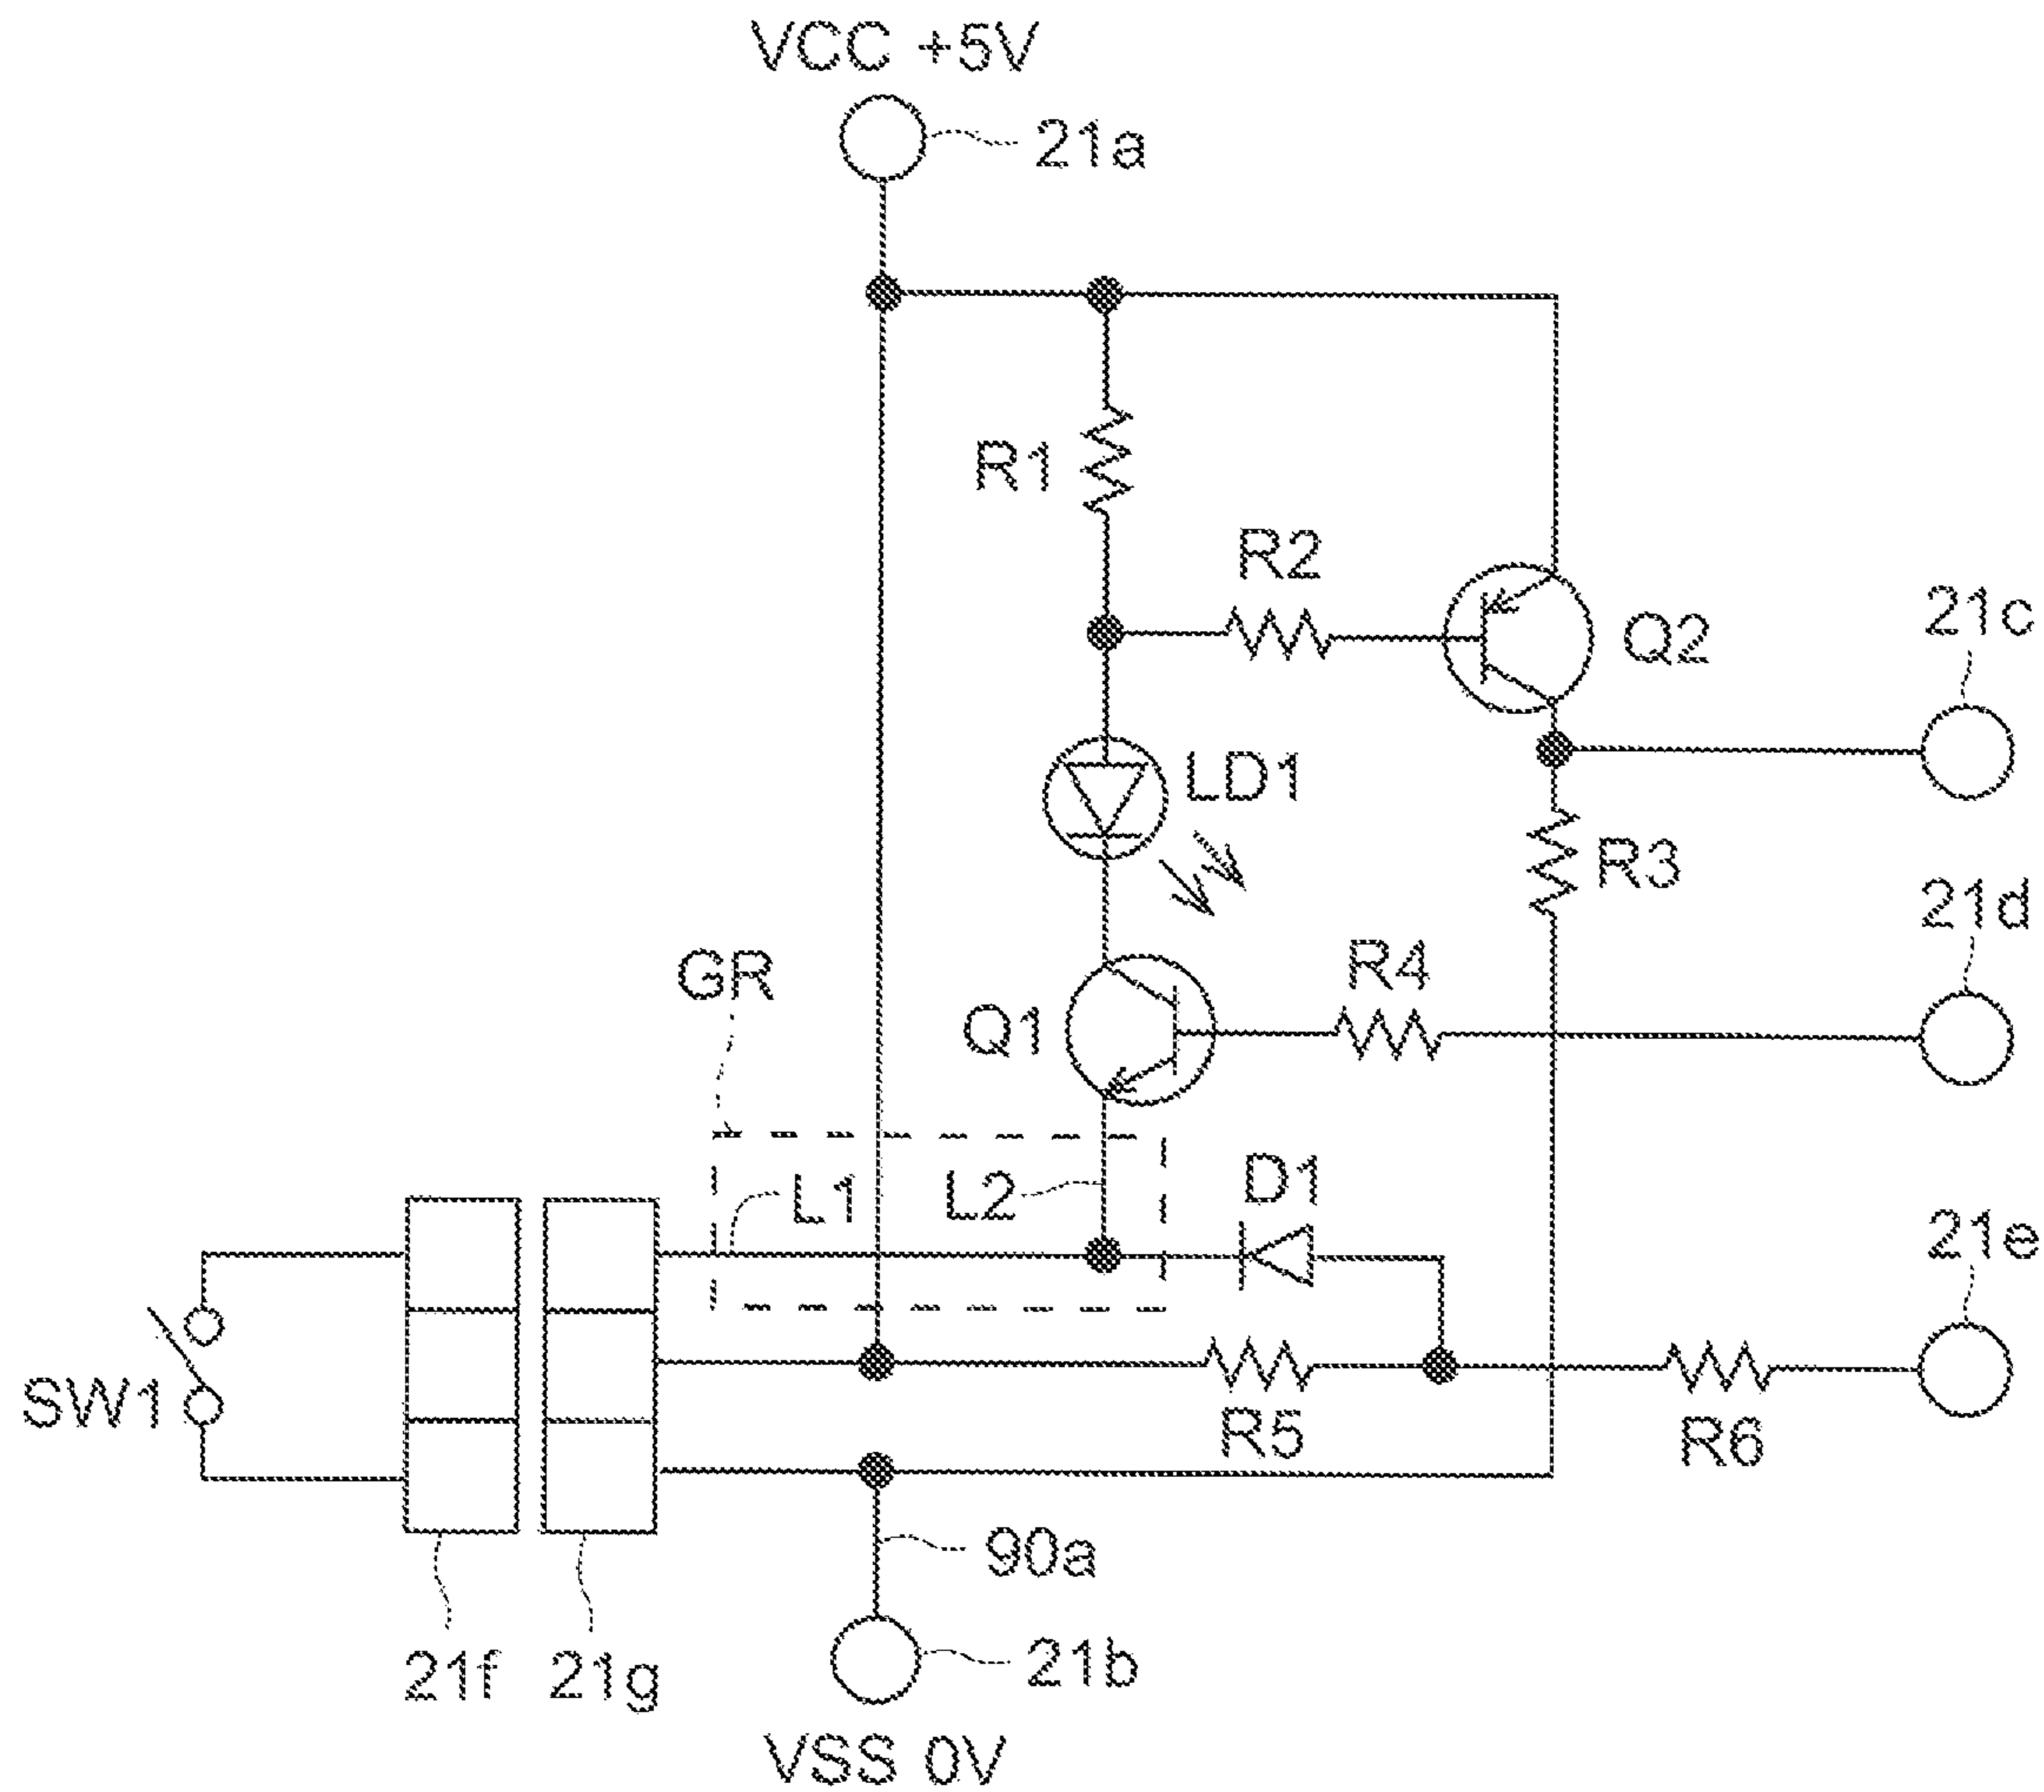 VCC +5V
21a
R1
R2
Q2
21c
LD1
R3
21d
GR
R4
Q1
L1
L2
D1
21e
SW1
R5
R6
90a
21f
21g
21b
VSS 0V